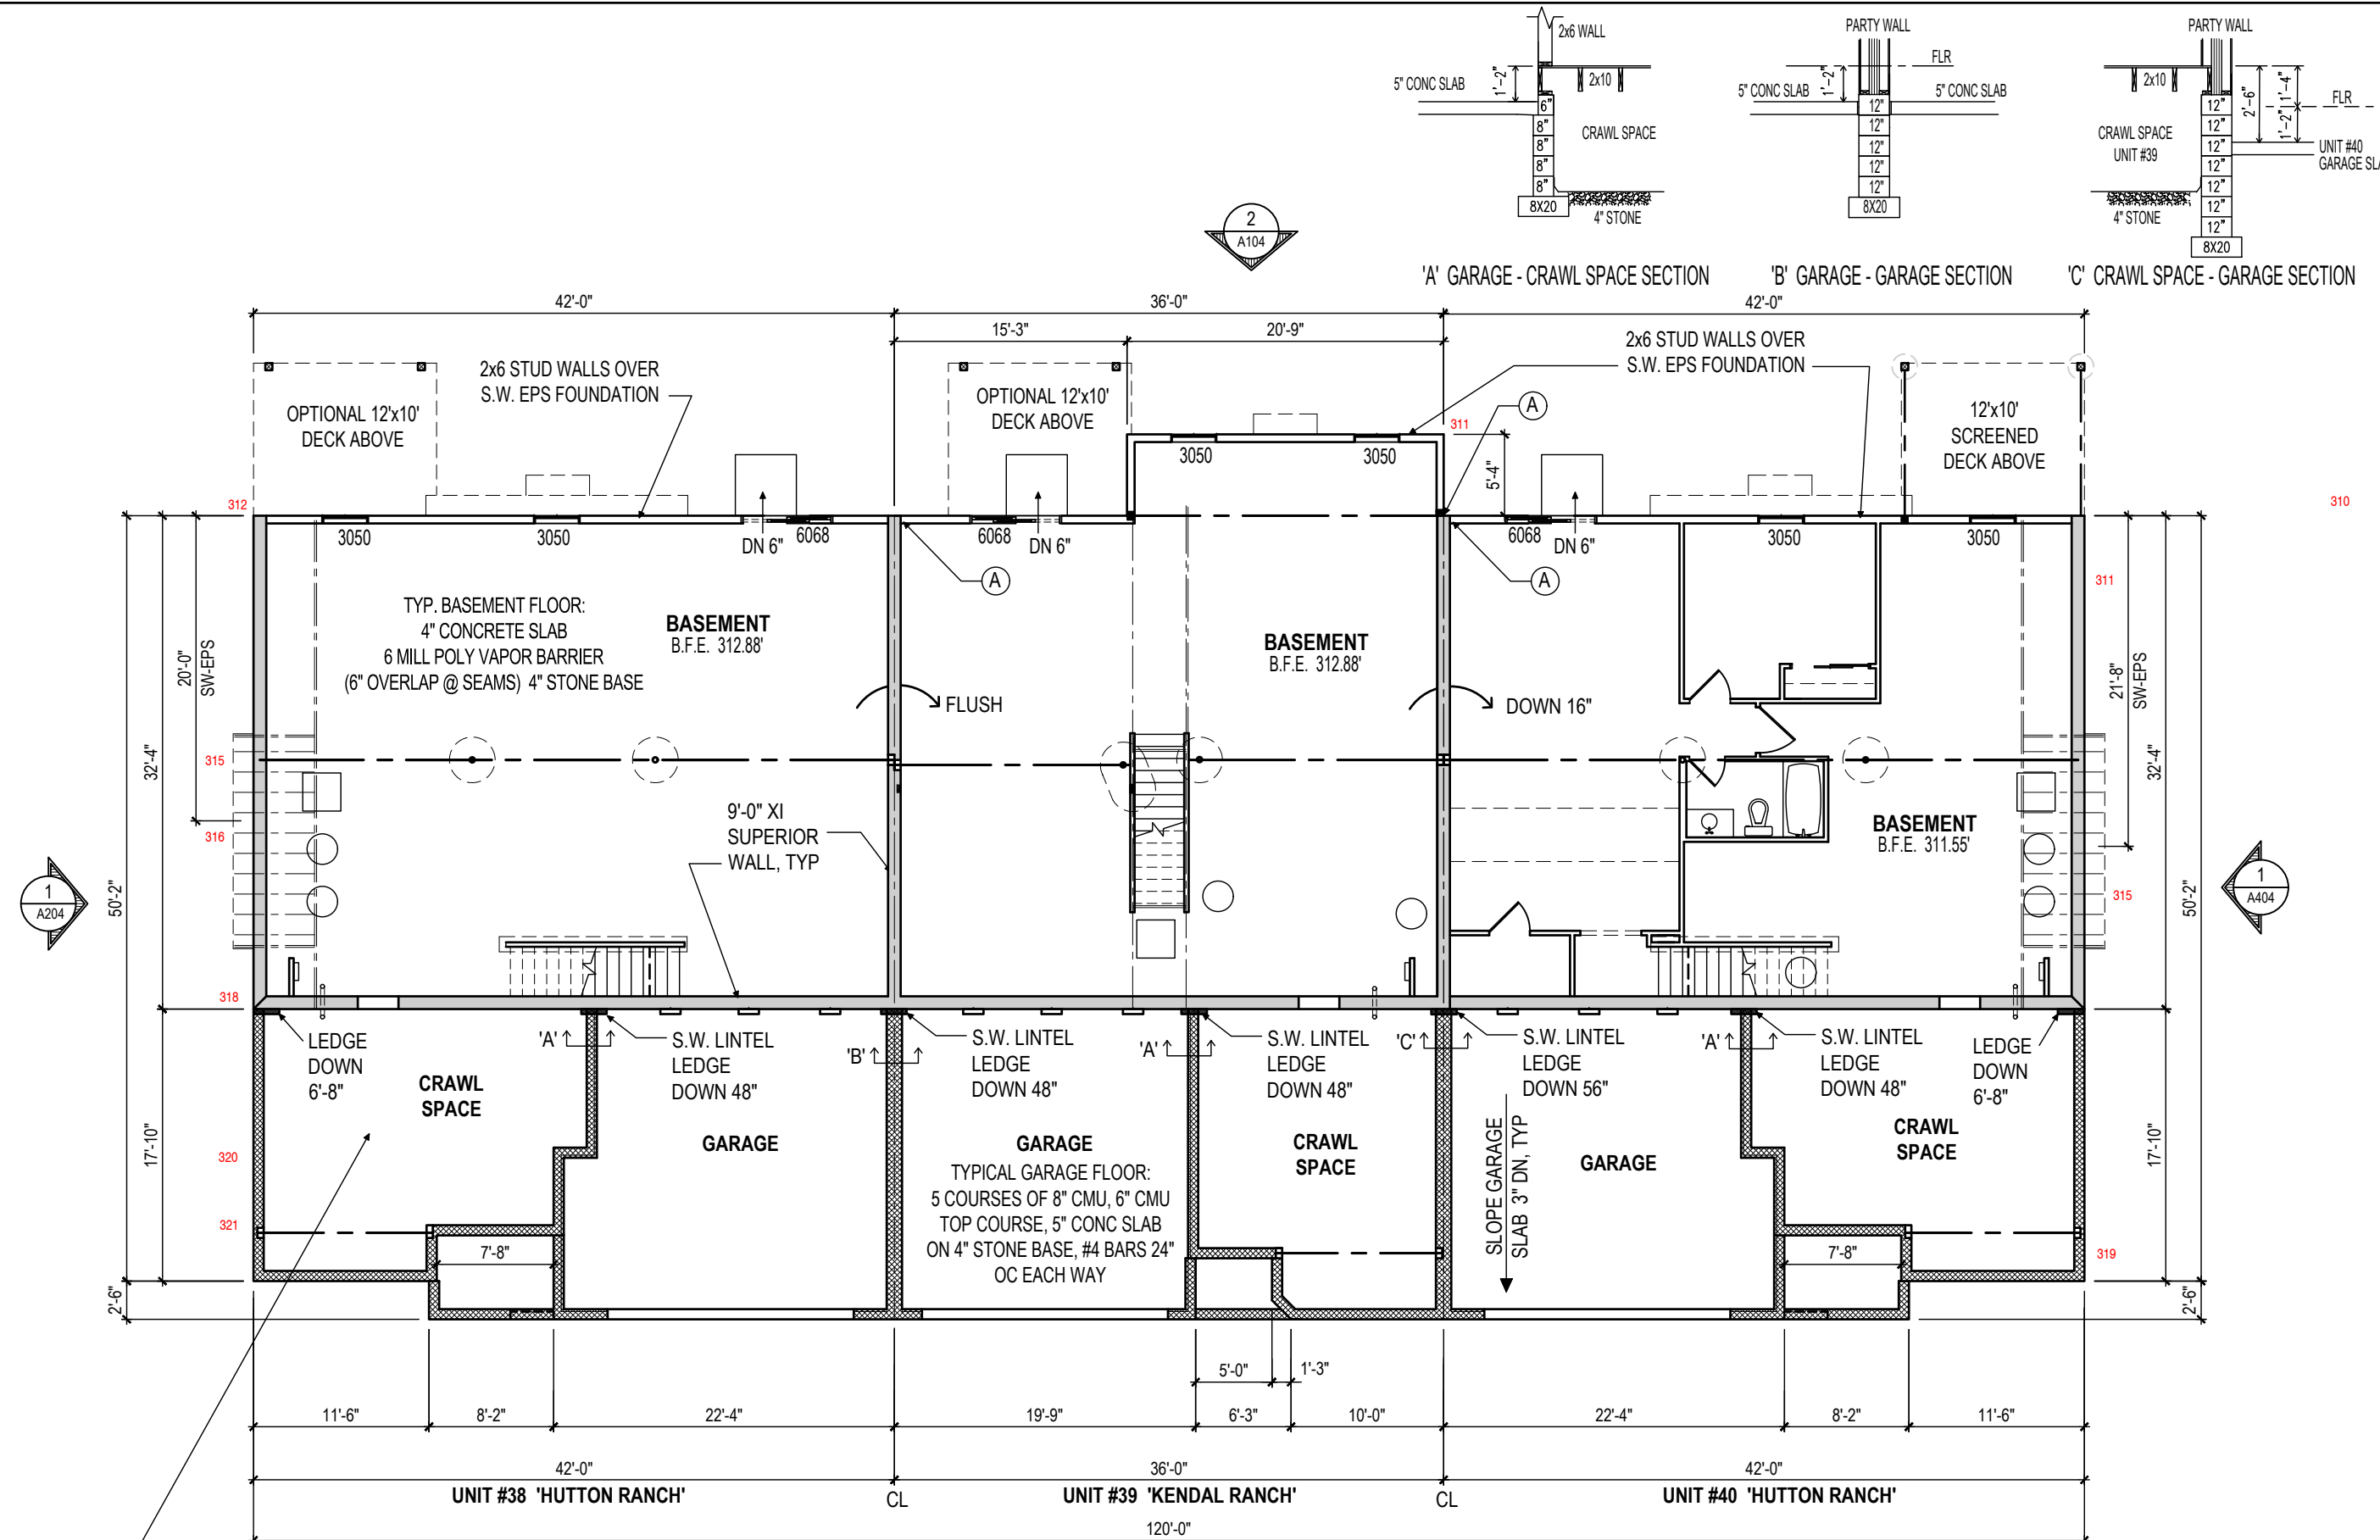 2x6 WALL
5" CONC SLAB
1'-2"
2x10
6"
8"
8"
8"
8"
CRAWL SPACE
8X20
4" STONE
'A' GARAGE - CRAWL SPACE SECTION
PARTY WALL
FLR
5" CONC SLAB
1'-2"
5" CONC SLAB
12"
12"
12"
12"
12"
8X20
'B' GARAGE - GARAGE SECTION
PARTY WALL
2x10
2'-6"
1'-4"
1'-2"
FLR
CRAWL SPACE
UNIT #39
12"
12"
12"
12"
12"
12"
12"
UNIT #40
GARAGE SLA
4" STONE
8X20
'C' CRAWL SPACE - GARAGE SECTION
2
A104
42'-0"
36'-0"
42'-0"
15'-3"
20'-9"
2x6 STUD WALLS OVER
S.W. EPS FOUNDATION
2x6 STUD WALLS OVER
S.W. EPS FOUNDATION
OPTIONAL 12'x10'
DECK ABOVE
OPTIONAL 12'x10'
DECK ABOVE
12'x10'
SCREENED
DECK ABOVE
A
311
5'-4"
3050
3050
312
310
3050
3050
DN 6"
6068
6068
DN 6"
6068
DN 6"
3050
3050
A
A
311
TYP. BASEMENT FLOOR:
4" CONCRETE SLAB
6 MILL POLY VAPOR BARRIER
(6" OVERLAP @ SEAMS) 4" STONE BASE
BASEMENT
B.F.E. 312.88'
BASEMENT
B.F.E. 312.88'
20'-0"
SW-EPS
21'-8"
SW-EPS
FLUSH
DOWN 16"
32'-4"
32'-4"
315
316
9'-0" XI
SUPERIOR
WALL, TYP
BASEMENT
B.F.E. 311.55'
1
A204
50'-2"
315
50'-2"
1
A404
318
LEDGE
DOWN
6'-8"
'A'
S.W. LINTEL
LEDGE
DOWN 48"
'B'
S.W. LINTEL
LEDGE
DOWN 48"
'A'
S.W. LINTEL
LEDGE
DOWN 48"
'C'
S.W. LINTEL
LEDGE
DOWN 56"
'A'
S.W. LINTEL
LEDGE
DOWN 48"
LEDGE
DOWN
6'-8"
CRAWL
SPACE
GARAGE
GARAGE
TYPICAL GARAGE FLOOR:
5 COURSES OF 8" CMU, 6" CMU
TOP COURSE, 5" CONC SLAB
ON 4" STONE BASE, #4 BARS 24"
OC EACH WAY
CRAWL
SPACE
SLOPE GARAGE
SLAB 3" DN, TYP
GARAGE
CRAWL
SPACE
17'-10"
17'-10"
320
321
319
7'-8"
7'-8"
2'-6"
2'-6"
5'-0"
1'-3"
11'-6"
8'-2"
22'-4"
19'-9"
6'-3"
10'-0"
22'-4"
8'-2"
11'-6"
42'-0"
36'-0"
42'-0"
UNIT #38 'HUTTON RANCH'
CL
UNIT #39 'KENDAL RANCH'
CL
UNIT #40 'HUTTON RANCH'
120'-0"